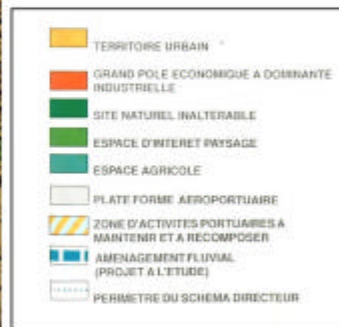 TERRITOIRE URBAIN
GRAND POLE ECONOMIQUE A DOMINANTE
INDUSTRIELLE
SITE NATUREL INALTERABLE
ESPACE D'INTERET PAYSAGE
ESPACE AGRICOLE
PLATE FORME AEROPORTUAIRE
ZONE D'ACTIVITES PORTUAIRES A
MAINTENIR ET A RECOMPOSER
AMENAGEMENT FLUVIAL
(PROJET A L'ETUDE)
PERIMETRE DU SCHEMA DIRECTEUR